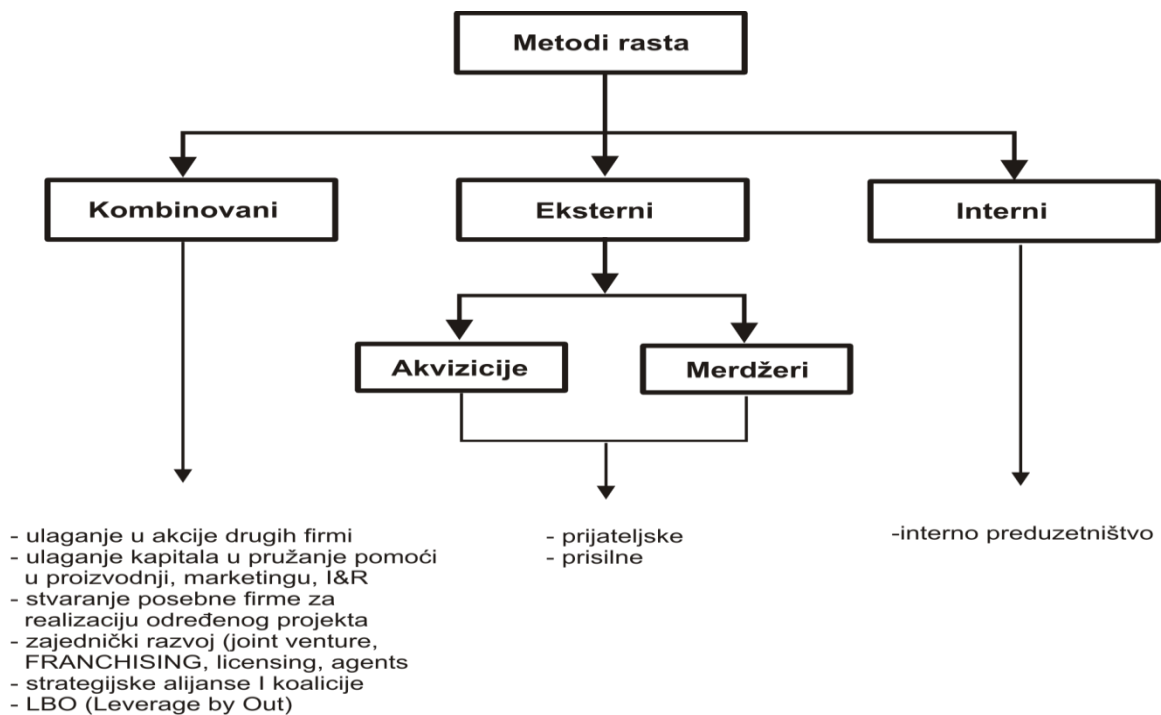 Metodi rasta
Kombinovani
Eksterni
Interni
Akvizicije
Merdžeri
- ulaganje u akcije drugih firmi
- ulaganje kapitala u pružanje pomoći
u proizvodnji, marketingu, I&R
- stvaranje posebne firme za
realizaciju određenog projekta
- zajednički razvoj (joint venture,
FRANCHISING, licensing, agents
- strategijske alijanse I koalicije
- LBO (Leverage by Out)
- prijateljske
- prisilne
-interno preduzetništvo